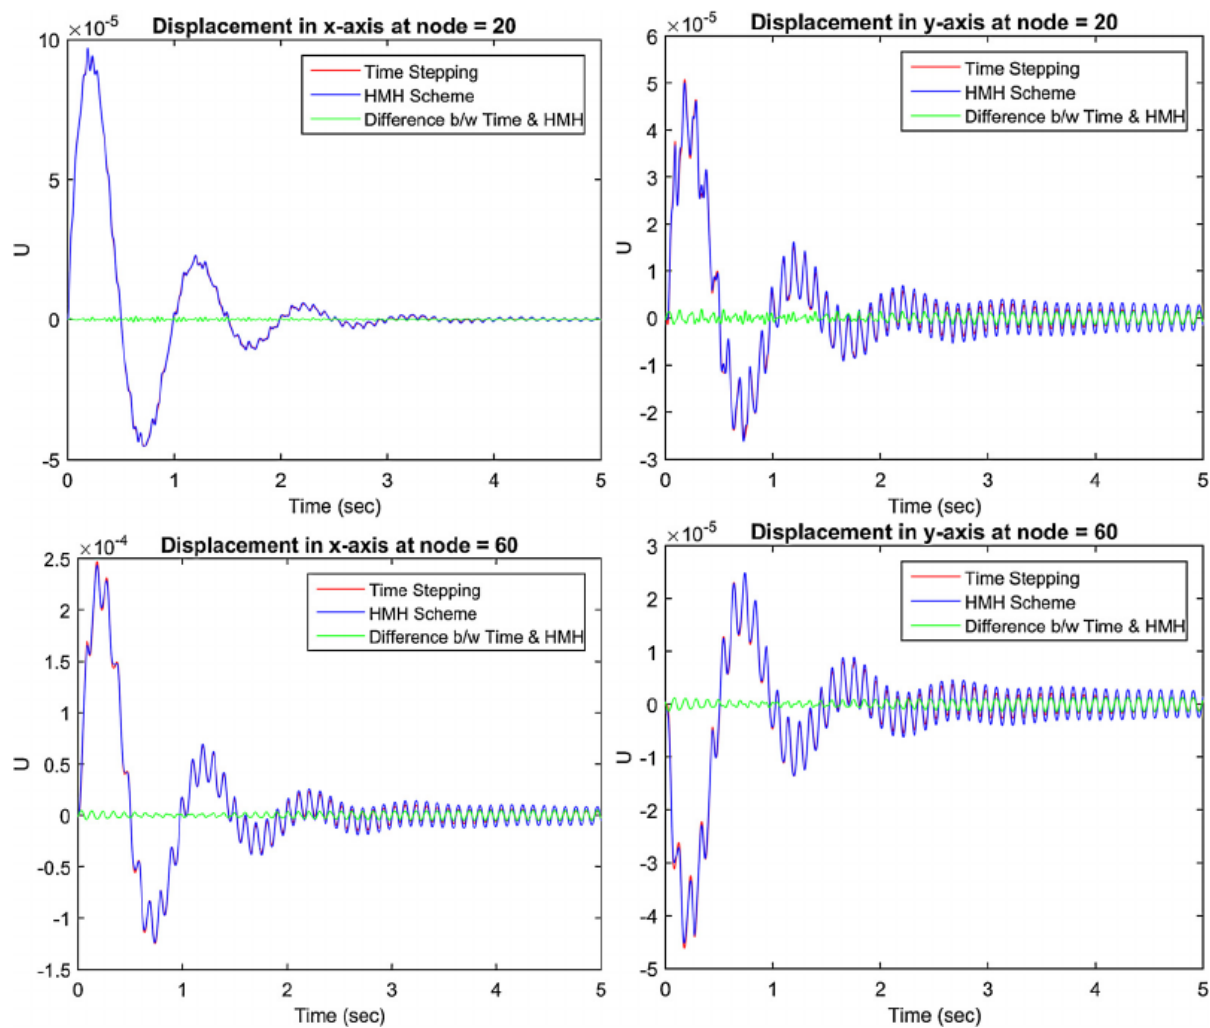 Displacement in x-axis at node = 20
×10⁻⁵
10
5
0
-5
U
0 1 2 3 4 5
Time (sec)
Time Stepping
HMH Scheme
Difference b/w Time & HMH
Displacement in y-axis at node = 20
×10⁻⁵
6
5
4
3
2
1
0
-1
-2
-3
U
0 1 2 3 4 5
Time (sec)
Time Stepping
HMH Scheme
Difference b/w Time & HMH
Displacement in x-axis at node = 60
×10⁻⁴
2.5
2
1.5
1
0.5
0
-0.5
-1
-1.5
U
0 1 2 3 4 5
Time (sec)
Time Stepping
HMH Scheme
Difference b/w Time & HMH
Displacement in y-axis at node = 60
×10⁻⁵
3
2
1
0
-1
-2
-3
-4
-5
U
0 1 2 3 4 5
Time (sec)
Time Stepping
HMH Scheme
Difference b/w Time & HMH